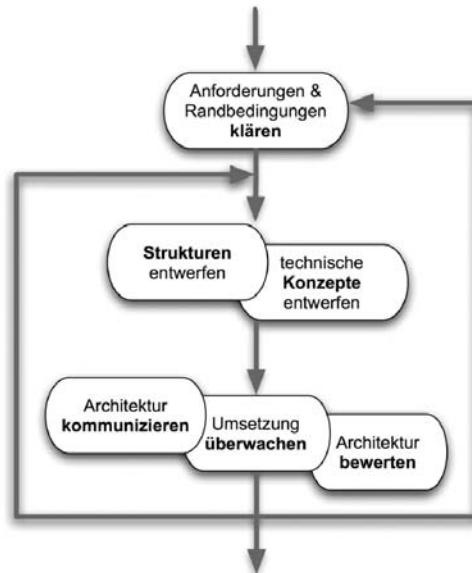 Anforderungen &
Randbedingungen
klären
Strukturen
entwerfen
technische
Konzepte
entwerfen
Architektur
kommunizieren
Umsetzung
überwachen
Architektur
bewerten